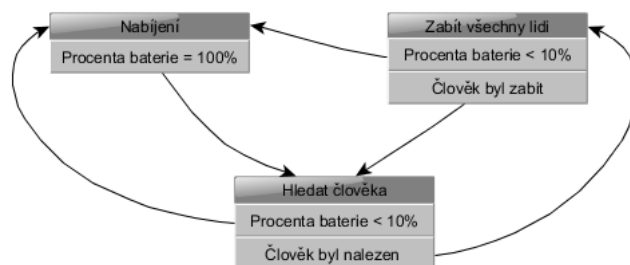 Nabíjení
Procenta baterie = 100%
Zabít všechny lidi
Procenta baterie < 10%
Člověk byl zabit
Hledat člověka
Procenta baterie < 10%
Člověk byl nalezen